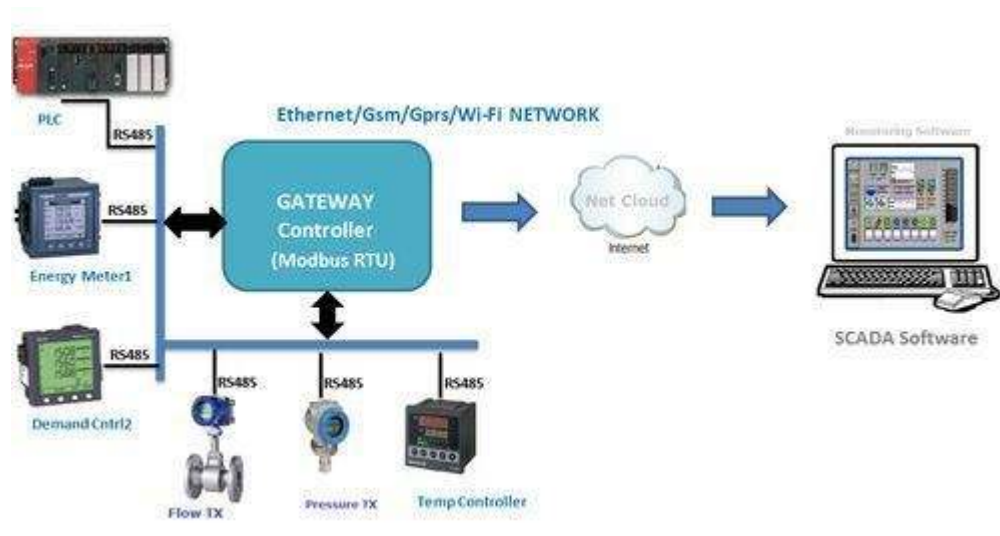 Ethernet/Gsm/Gprs/Wi-Fi NETWORK
PLC
RS485
Monitoring Software
GATEWAY
Controller
(Modbus RTU)
RS485
Net Cloud
Internet
Energy Meter1
SCADA Software
RS485
Demand Cntrl2
RS485
RS485
RS485
Flow TX
Pressure TX
Temp Controller